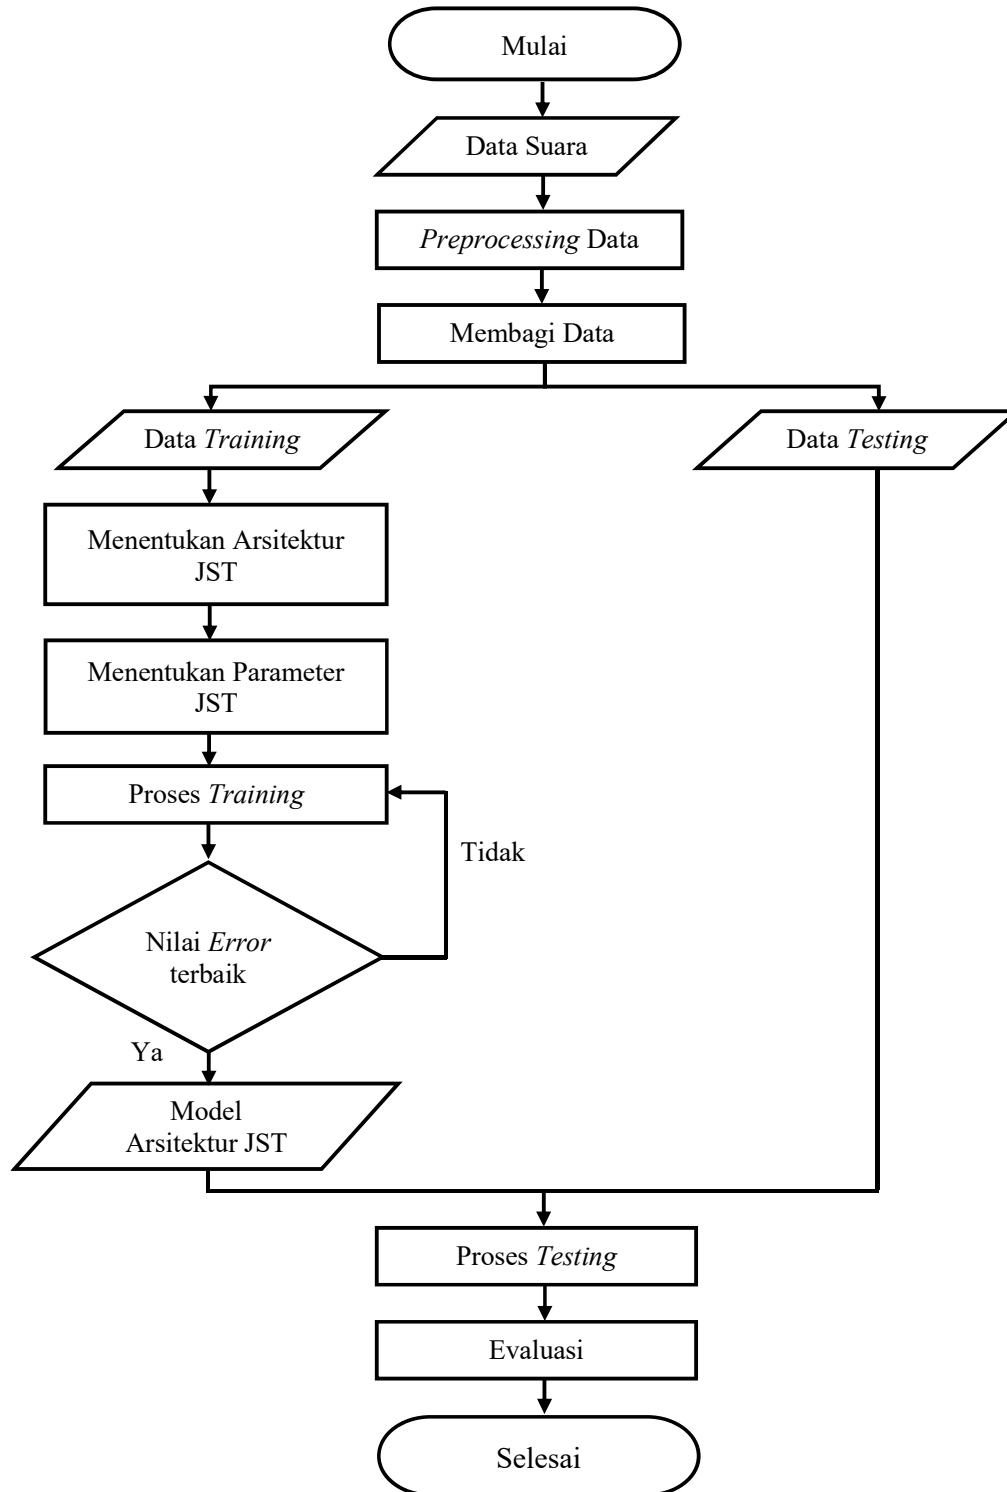 Mulai
Data Suara
Preprocessing Data
Membagi Data
Data Training
Data Testing
Menentukan Arsitektur
JST
Menentukan Parameter
JST
Proses Training
Tidak
Nilai Error
terbaik
Ya
Model
Arsitektur JST
Proses Testing
Evaluasi
Selesai